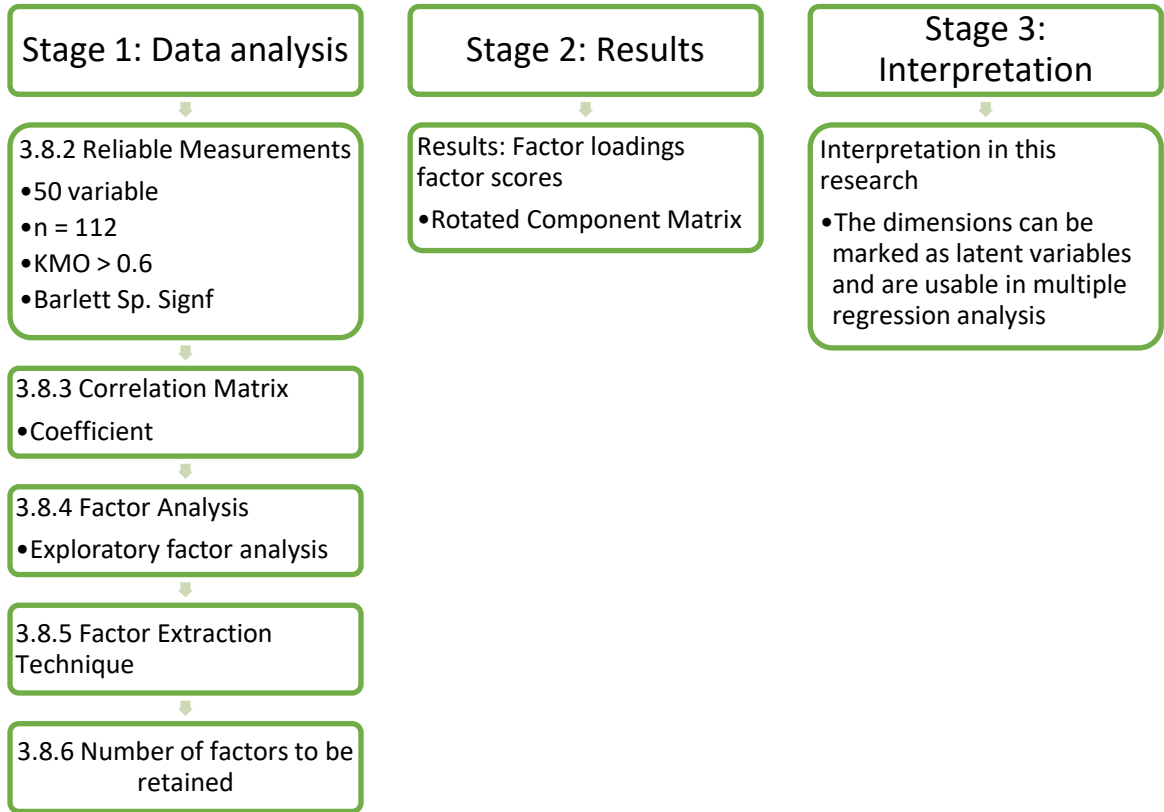 Stage 1: Data analysis
3.8.2 Reliable Measurements
•50 variable
•n = 112
•KMO > 0.6
•Barlett Sp. Signf
3.8.3 Correlation Matrix
•Coefficient
3.8.4 Factor Analysis
•Exploratory factor analysis
3.8.5 Factor Extraction
Technique
3.8.6 Number of factors to be
retained
Stage 2: Results
Results: Factor loadings
factor scores
•Rotated Component Matrix
Stage 3:
Interpretation
Interpretation in this
research
•The dimensions can be
marked as latent variables
and are usable in multiple
regression analysis